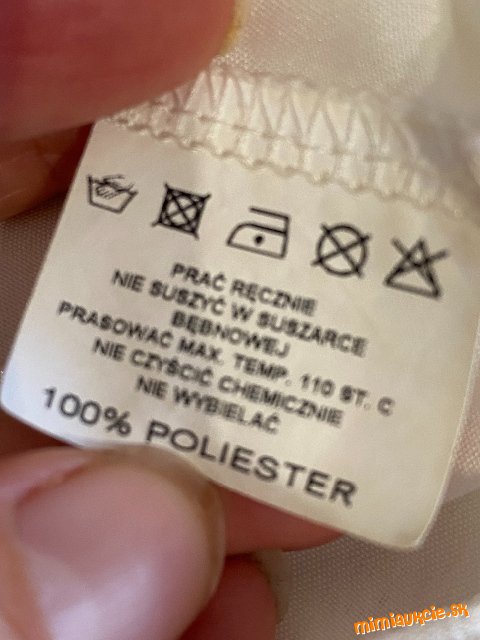 PRAĆ RĘCZNIE
NIE SUSZYĆ W SUSZARCE
BĘBNOWEJ
PRASOWAĆ MAX. TEMP. 110 ST. C
NIE CZYŚCIĆ CHEMICZNIE
NIE WYBIELAĆ
100% POLIESTER
mimiaukcie.sk